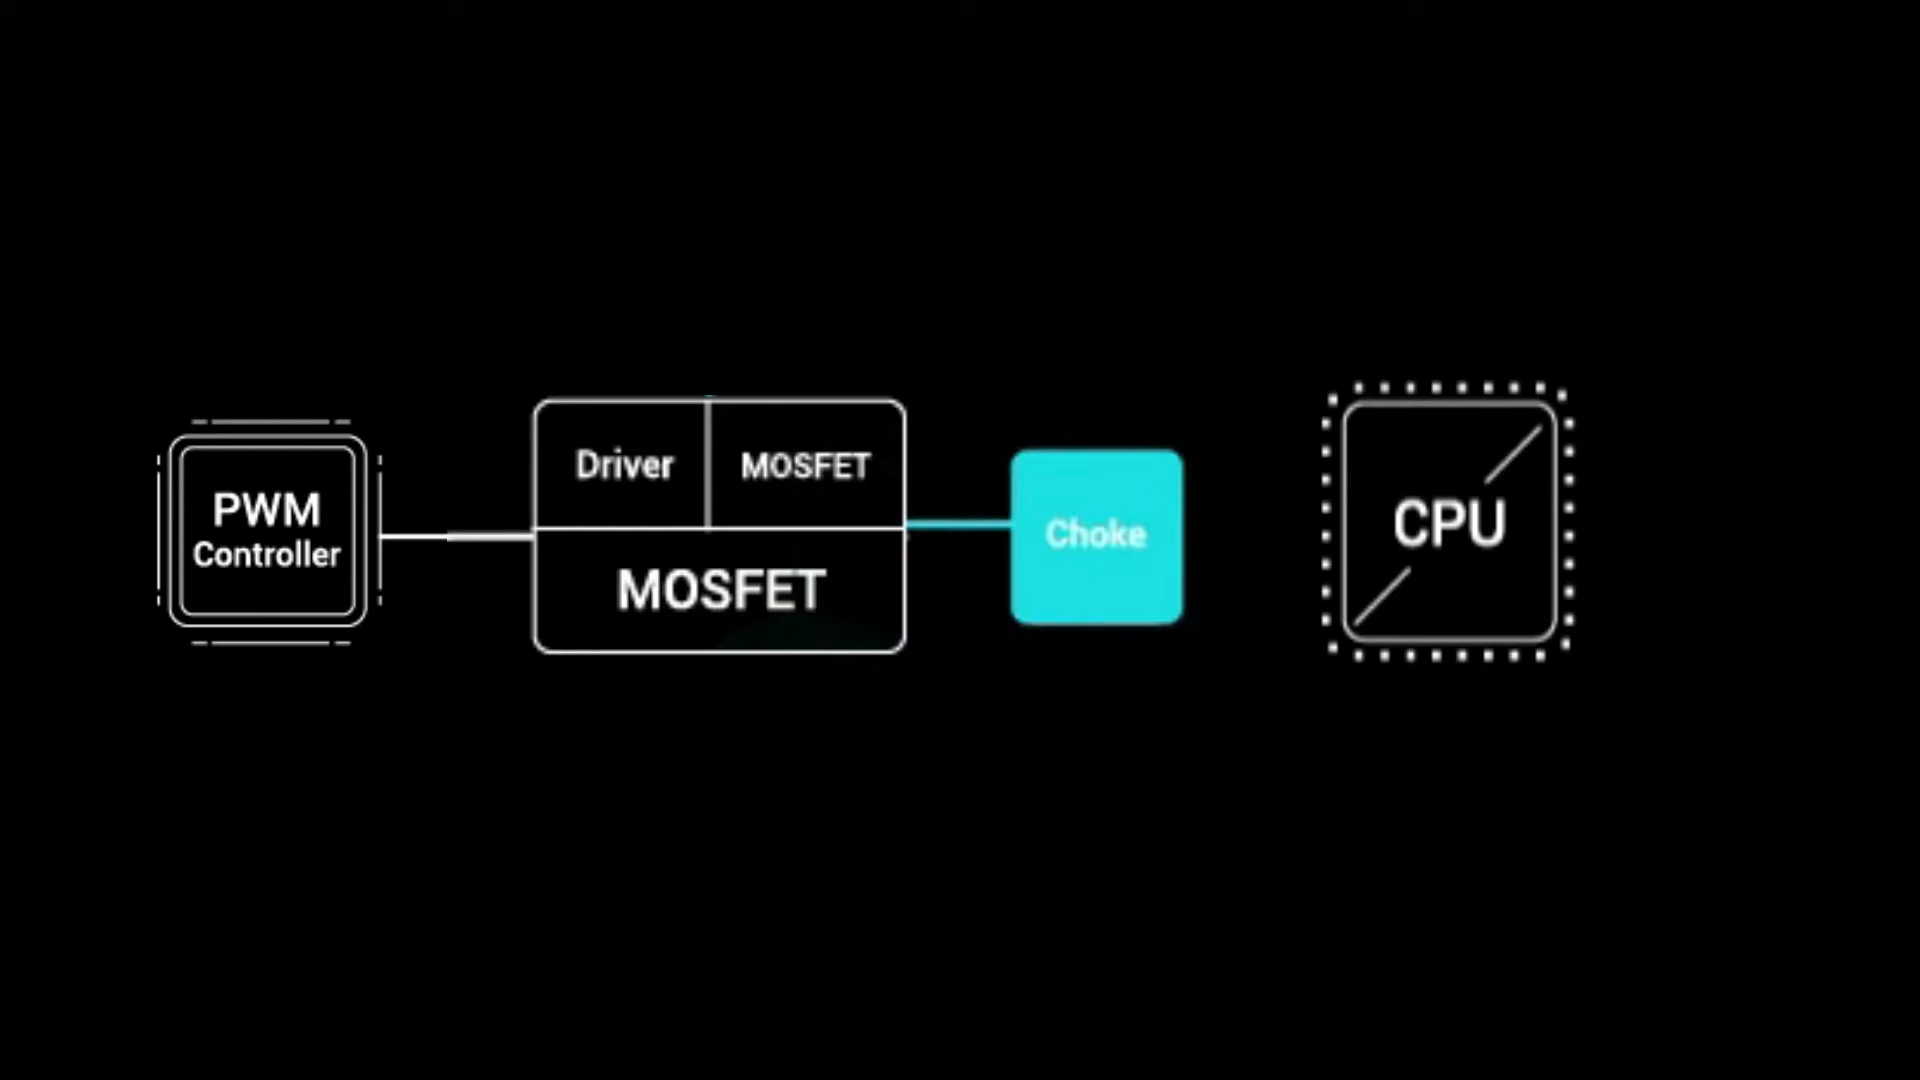 PWM
Controller
Driver
MOSFET
MOSFET
Choke
CPU